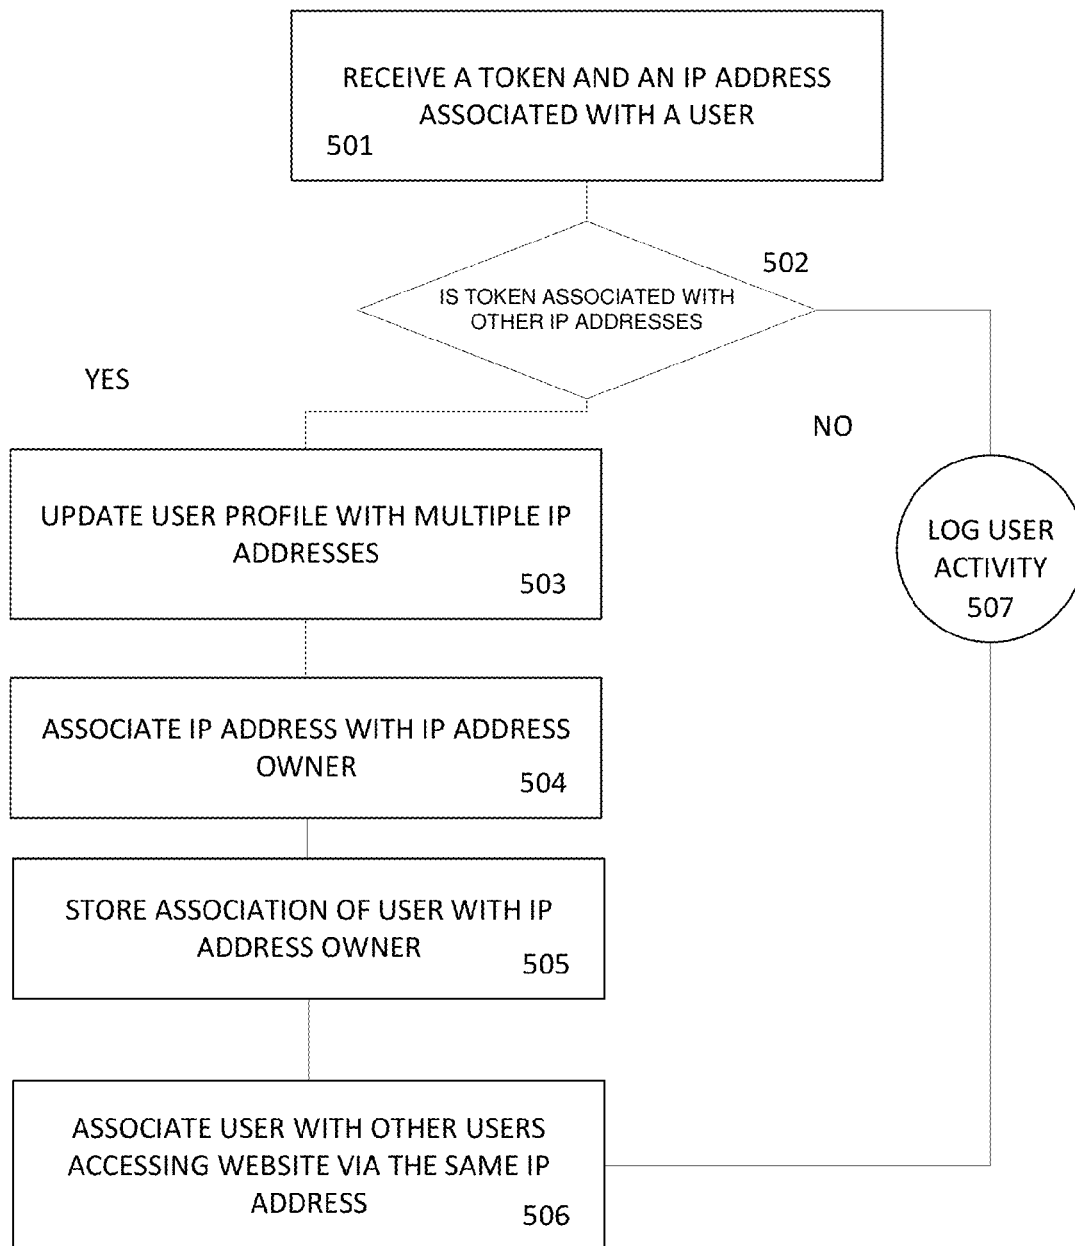 RECEIVE A TOKEN AND AN IP ADDRESS
ASSOCIATED WITH A USER
501
502
IS TOKEN ASSOCIATED WITH
OTHER IP ADDRESSES
YES
NO
UPDATE USER PROFILE WITH MULTIPLE IP
ADDRESSES
503
LOG USER
ACTIVITY
507
ASSOCIATE IP ADDRESS WITH IP ADDRESS
OWNER
504
STORE ASSOCIATION OF USER WITH IP
ADDRESS OWNER
505
ASSOCIATE USER WITH OTHER USERS
ACCESSING WEBSITE VIA THE SAME IP
ADDRESS
506